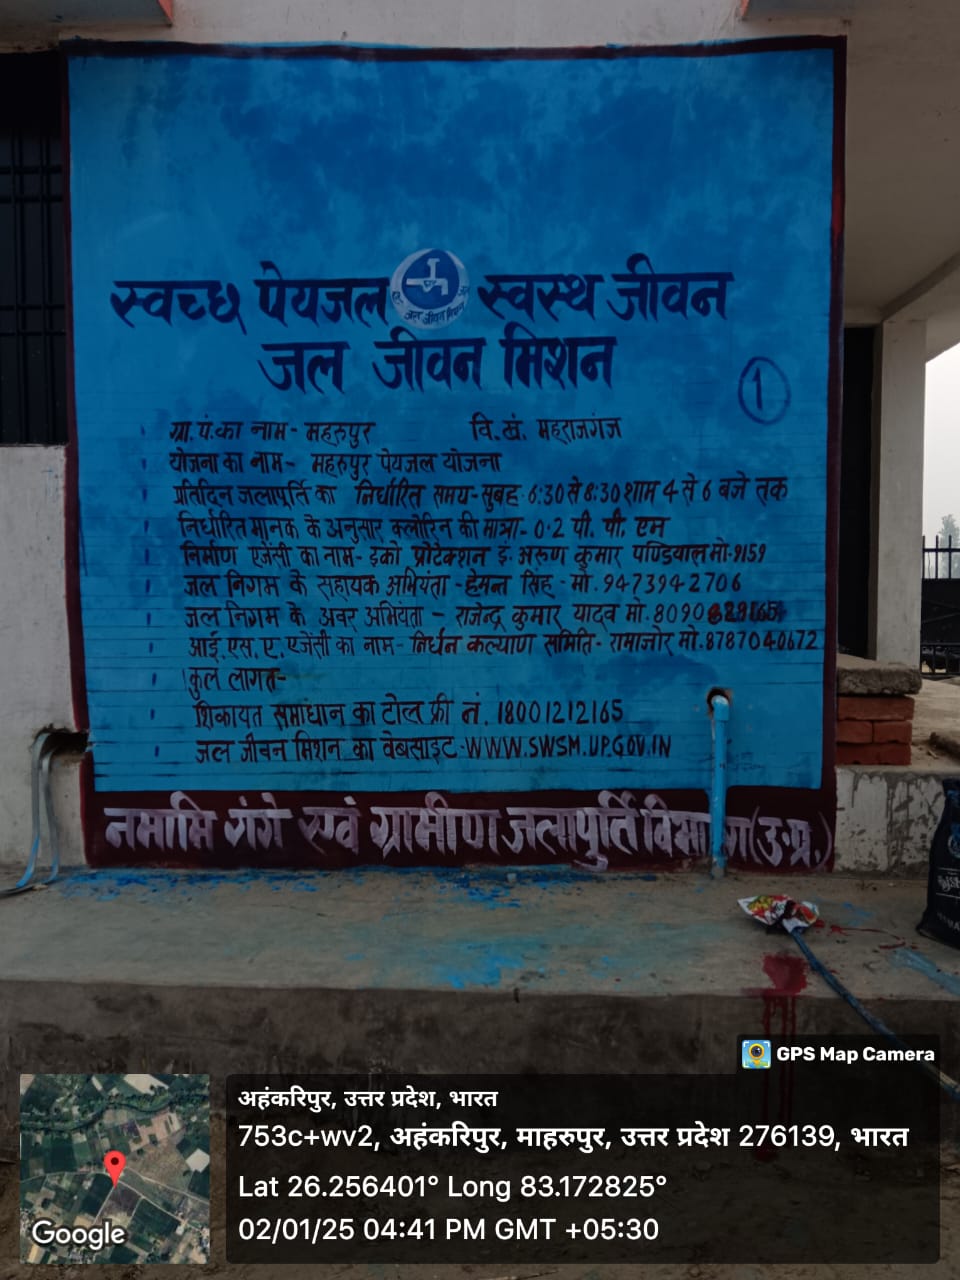 स्वच्छ पेयजल स्वस्थ जीवन
जल जीवन मिशन
1
ग्रा.पं.का नाम- महरुपुर वि.खं. महराजगंज
योजना का नाम- महरुपुर पेयजल योजना
प्रतिदिन जलापूर्ति का निर्धारित समय-सुबह 6:30 से 8:30 शाम 4 से 6 बजे तक
निर्धारित मानक के अनुसार क्लोरिन की मात्रा- 0.2 पी. पी. एम
निर्माण एजेंसी का नाम- इको प्रोटेक्शन इं. अरुण कुमार पण्डियाल मो.9159
जल निगम के सहायक अभियंता-हेमन्त सिंह- मो. 9473942706
जल निगम के अवर अभियंता - राजेन्द्र कुमार यादव मो. 8090
आई.एस.ए.एजेंसी का नाम- निर्धन कल्याण समिति- रामाजोर मो.8787040672
कुल लागत-
शिकायत समाधान का टोल फ्री नं. 18001212165
जल जीवन मिशन का वेबसाइट-WWW.SWSM.UP.GOV.IN
नमामि गंगे एवं ग्रामीण जलापूर्ति विभाग (उ.प्र.)
GPS Map Camera
अहंकरिपुर, उत्तर प्रदेश, भारत
753c+wv2, अहंकरिपुर, माहरुपुर, उत्तर प्रदेश 276139, भारत
Lat 26.256401° Long 83.172825°
02/01/25 04:41 PM GMT +05:30
Google